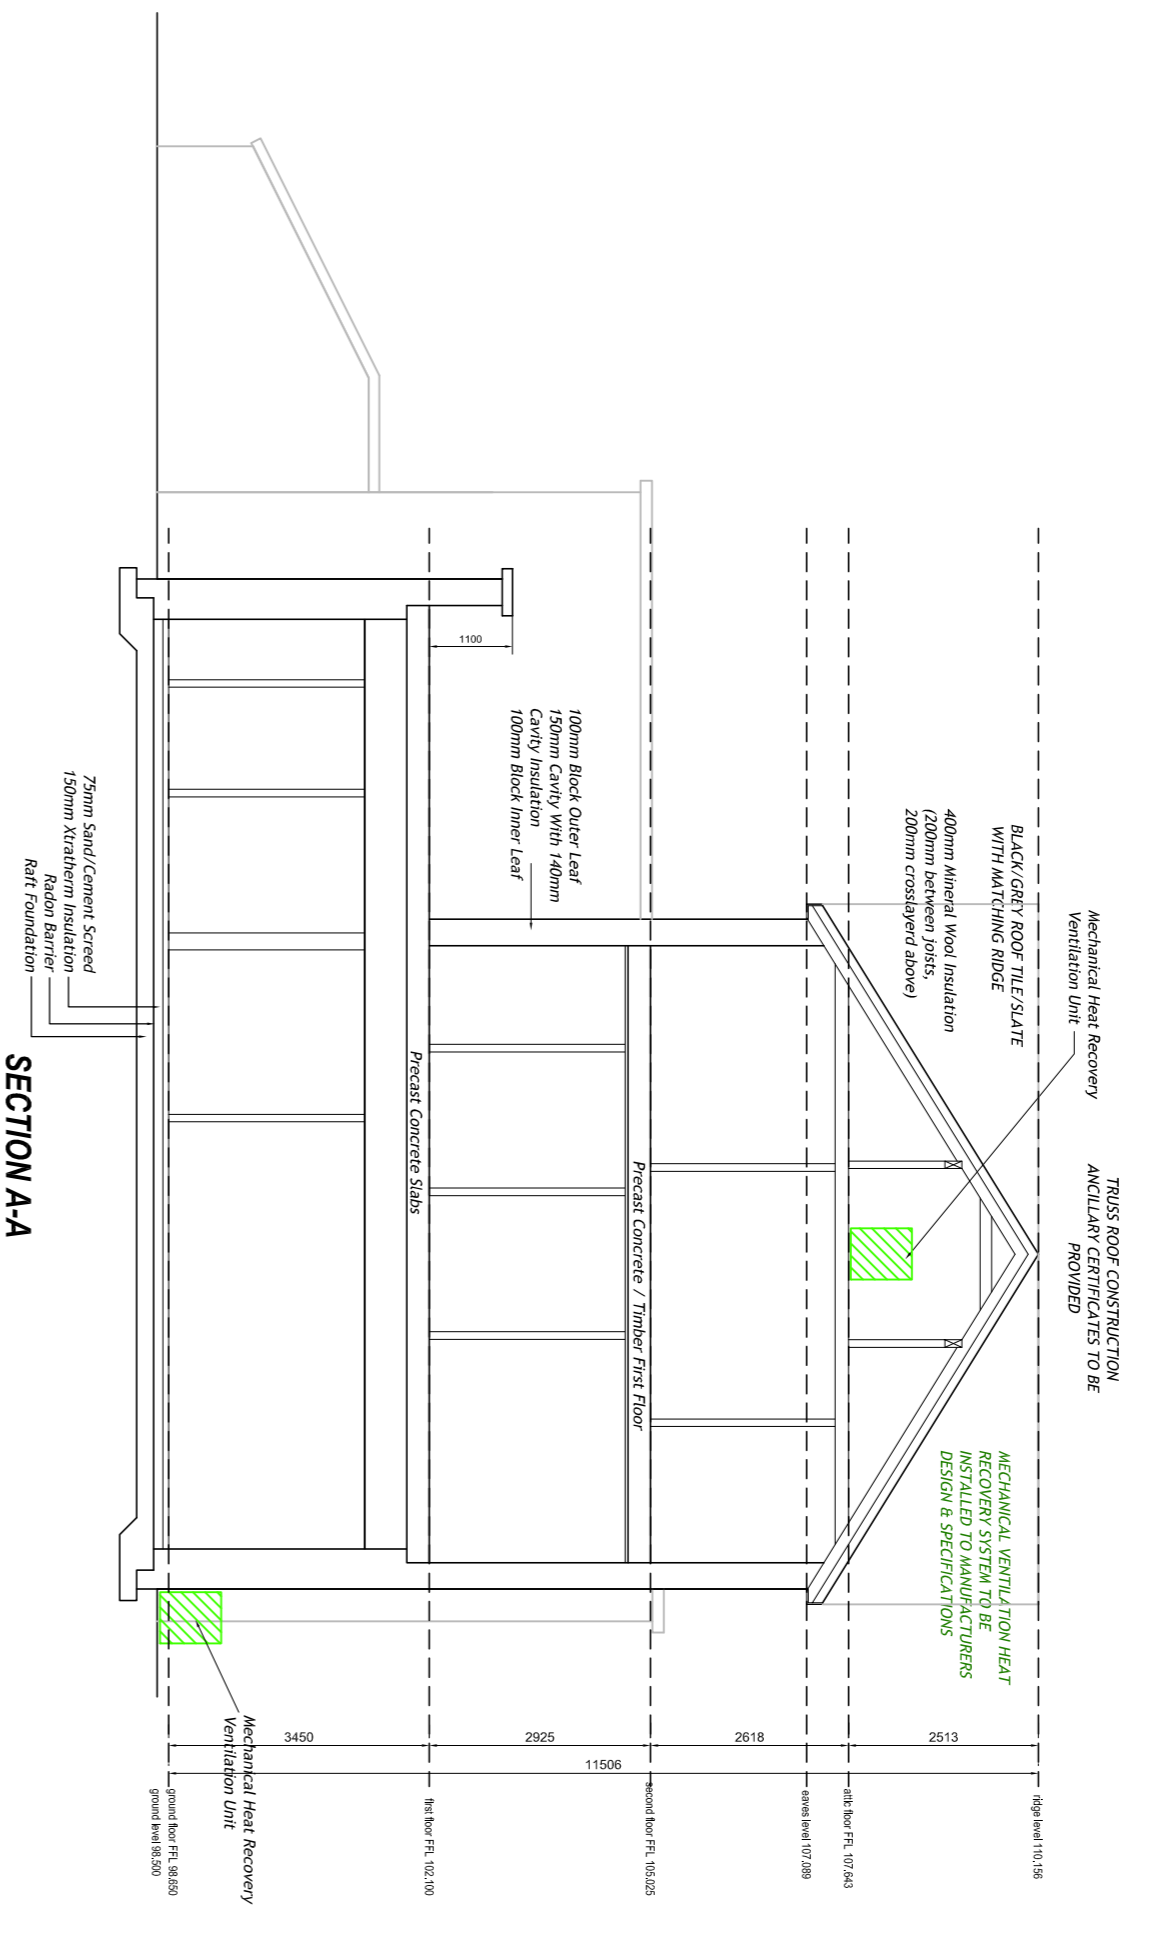 TRUSS ROOF CONSTRUCTION
ANCILLARY CERTIFICATES TO BE
PROVIDED
Mechanical Heat Recovery
Ventilation Unit
BLACK/GREY ROOF TILE/SLATE
WITH MATCHING RIDGE
400mm Mineral Wool Insulation
(200mm between joists,
200mm crosslayerd above)
MECHANICAL VENTILATION HEAT
RECOVERY SYSTEM TO BE
INSTALLED TO MANUFACTURERS
DESIGN & SPECIFICATIONS
ridge level 110.156
2513
attic floor FFL 107.643
eaves level 107.089
2618
second floor FFL 105.025
11506
2925
first floor FFL 102.100
3450
ground floor FFL 98.650
ground level 98.500
Precast Concrete / Timber First Floor
100mm Block Outer Leaf
150mm Cavity With 140mm
Cavity Insulation
100mm Block Inner Leaf
1100
Precast Concrete Slabs
Mechanical Heat Recovery
Ventilation Unit
75mm Sand/Cement Screed
150mm Xtratherm Insulation
Radon Barrier
Raft Foundation
SECTION A-A